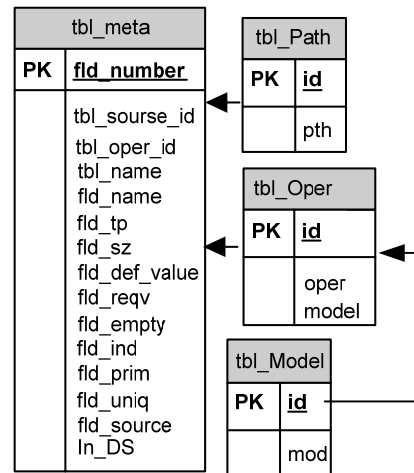 tbl_meta
PK fld_number
tbl_sourse_id
tbl_oper_id
tbl_name
fld_name
fld_tp
fld_sz
fld_def_value
fld_reqv
fld_empty
fld_ind
fld_prim
fld_uniq
fld_source
In_DS
tbl_Path
PK id
pth
tbl_Oper
PK id
oper
model
tbl_Model
PK id
mod